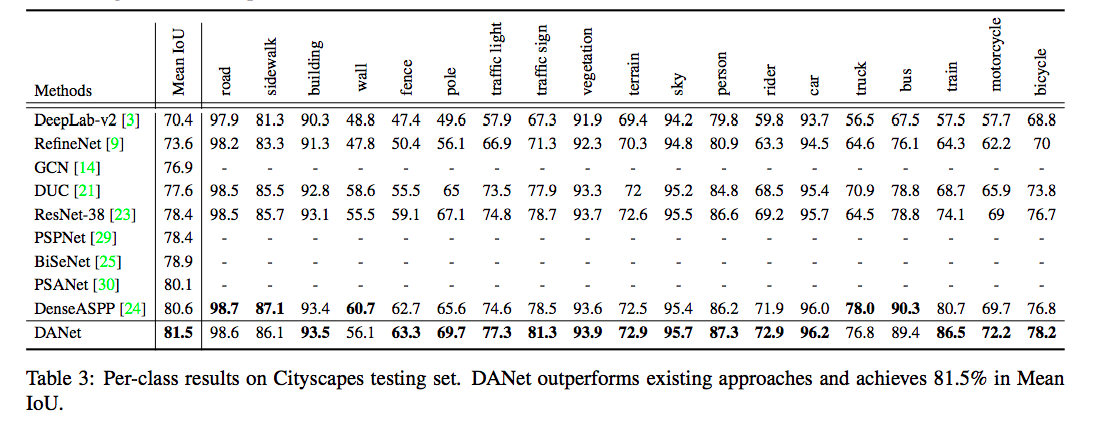 Methods Mean IoU road sidewalk building wall fence pole traffic light traffic sign vegetation terrain sky person rider car truck bus train motorcycle bicycle
DeepLab-v2 [3] 70.4 97.9 81.3 90.3 48.8 47.4 49.6 57.9 67.3 91.9 69.4 94.2 79.8 59.8 93.7 56.5 67.5 57.5 57.7 68.8
RefineNet [9] 73.6 98.2 83.3 91.3 47.8 50.4 56.1 66.9 71.3 92.3 70.3 94.8 80.9 63.3 94.5 64.6 76.1 64.3 62.2 70
GCN [14] 76.9 - - - - - - - - - - - - - - - - - - -
DUC [21] 77.6 98.5 85.5 92.8 58.6 55.5 65 73.5 77.9 93.3 72 95.2 84.8 68.5 95.4 70.9 78.8 68.7 65.9 73.8
ResNet-38 [23] 78.4 98.5 85.7 93.1 55.5 59.1 67.1 74.8 78.7 93.7 72.6 95.5 86.6 69.2 95.7 64.5 78.8 74.1 69 76.7
PSPNet [29] 78.4 - - - - - - - - - - - - - - - - - - -
BiSeNet [25] 78.9 - - - - - - - - - - - - - - - - - - -
PSANet [30] 80.1 - - - - - - - - - - - - - - - - - - -
DenseASPP [24] 80.6 98.7 87.1 93.4 60.7 62.7 65.6 74.6 78.5 93.6 72.5 95.4 86.2 71.9 96.0 78.0 90.3 80.7 69.7 76.8
DANet 81.5 98.6 86.1 93.5 56.1 63.3 69.7 77.3 81.3 93.9 72.9 95.7 87.3 72.9 96.2 76.8 89.4 86.5 72.2 78.2
Table 3: Per-class results on Cityscapes testing set. DANet outperforms existing approaches and achieves 81.5% in Mean
IoU.